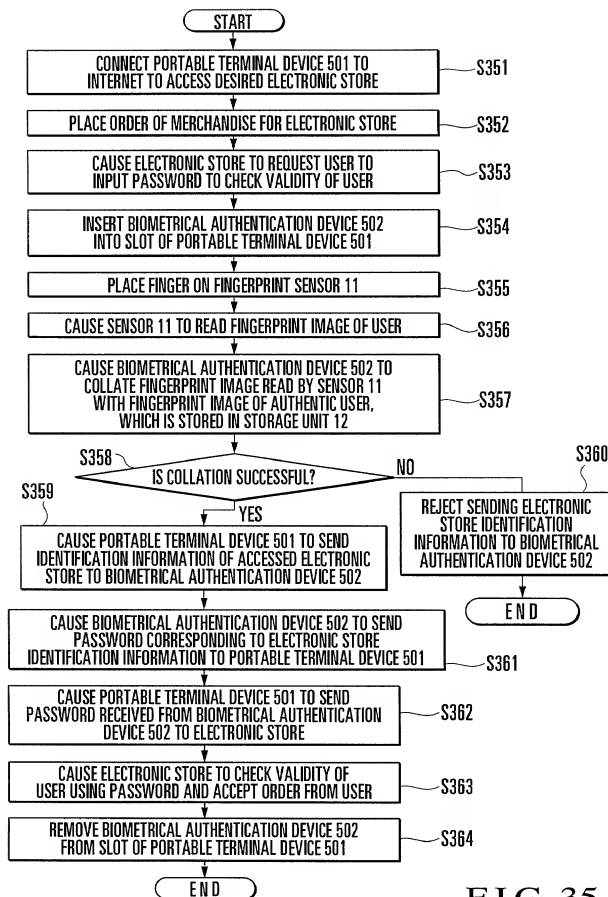 START
CONNECT PORTABLE TERMINAL DEVICE 501 TO
INTERNET TO ACCESS DESIRED ELECTRONIC STORE
S351
PLACE ORDER OF MERCHANDISE FOR ELECTRONIC STORE
S352
CAUSE ELECTRONIC STORE TO REQUEST USER TO
INPUT PASSWORD TO CHECK VALIDITY OF USER
S353
INSERT BIOMETRICAL AUTHENTICATION DEVICE 502
INTO SLOT OF PORTABLE TERMINAL DEVICE 501
S354
PLACE FINGER ON FINGERPRINT SENSOR 11
S355
CAUSE SENSOR 11 TO READ FINGERPRINT IMAGE OF USER
S356
CAUSE BIOMETRICAL AUTHENTICATION DEVICE 502 TO
COLLATE FINGERPRINT IMAGE READ BY SENSOR 11
WITH FINGERPRINT IMAGE OF AUTHENTIC USER,
WHICH IS STORED IN STORAGE UNIT 12
S357
S358
IS COLLATION SUCCESSFUL?
NO
YES
S360
REJECT SENDING ELECTRONIC
STORE IDENTIFICATION
INFORMATION TO BIOMETRICAL
AUTHENTICATION DEVICE 502
END
S359
CAUSE PORTABLE TERMINAL DEVICE 501 TO SEND
IDENTIFICATION INFORMATION OF ACCESSED ELECTRONIC
STORE TO BIOMETRICAL AUTHENTICATION DEVICE 502
CAUSE BIOMETRICAL AUTHENTICATION DEVICE 502 TO SEND
PASSWORD CORRESPONDING TO ELECTRONIC STORE
IDENTIFICATION INFORMATION TO PORTABLE TERMINAL DEVICE 501
S361
CAUSE PORTABLE TERMINAL DEVICE 501 TO SEND
PASSWORD RECEIVED FROM BIOMETRICAL AUTHENTICATION
DEVICE 502 TO ELECTRONIC STORE
S362
CAUSE ELECTRONIC STORE TO CHECK VALIDITY OF
USER USING PASSWORD AND ACCEPT ORDER FROM USER
S363
REMOVE BIOMETRICAL AUTHENTICATION DEVICE 502
FROM SLOT OF PORTABLE TERMINAL DEVICE 501
S364
END
FIG. 35